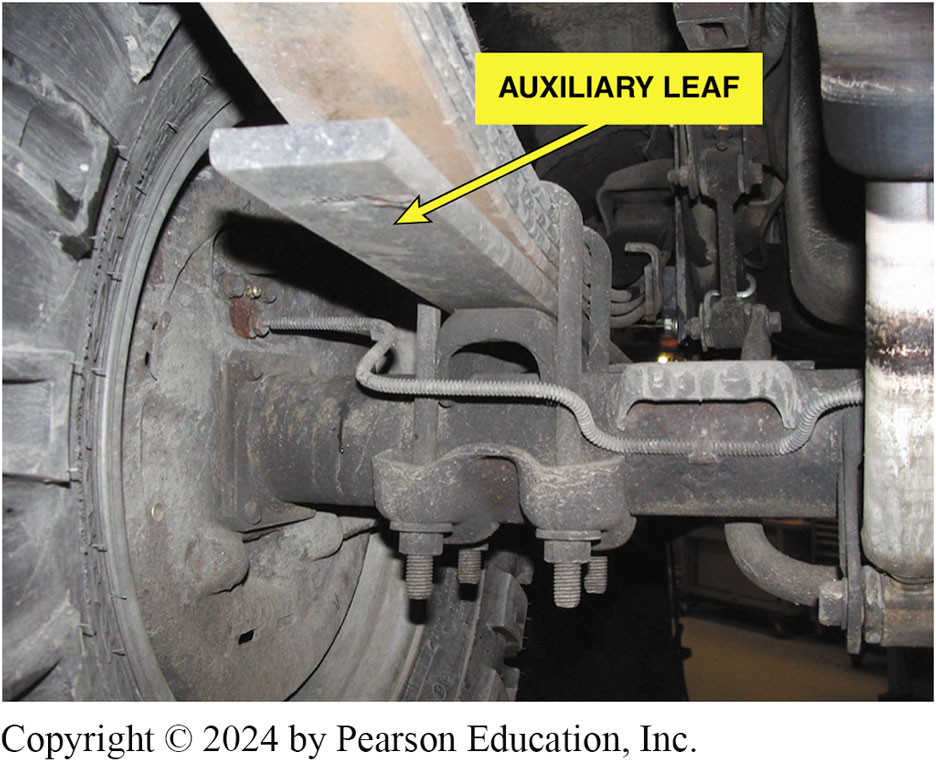 AUXILIARY LEAF
Copyright © 2024 by Pearson Education, Inc.